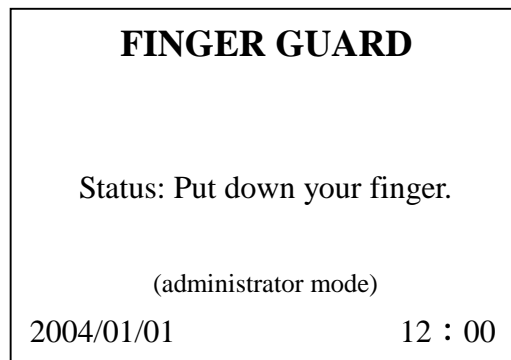 FINGER GUARD
Status: Put down your finger.
(administrator mode)
2004/01/01 12：00